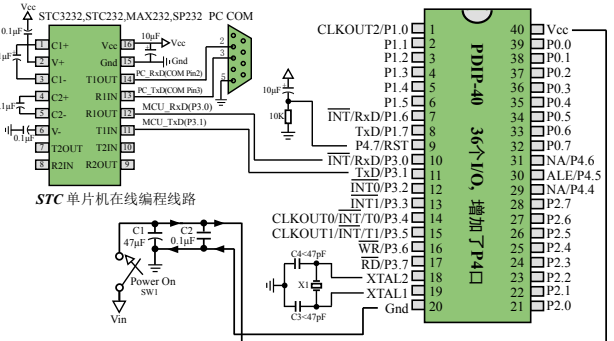 Vcc
STC3232,STC232,MAX232,SP232 PC COM
0.1μF
10μF
Vcc
1 C1+ Vcc 16
2 V+ Gnd 15 Gnd
3 C1- T1OUT 14 PC_RxD(COM Pin2)
4 C2+ R1IN 13 PC_TxD(COM Pin3)
5 C2- R1OUT 12 MCU_RxD(P3.0)
6 V- T1IN 11 MCU_TxD(P3.1)
7 T2OUT T2IN 10
8 R2IN R2OUT 9
0.1μF
2
3
5
STC 单片机在线编程线路
C1
47μF
C2
0.1μF
Power On
SW1
Vin
10μF
10K
C4<47pF
X1
C3<47pF
CLKOUT2/P1.0 1
P1.1 2
P1.2 3
P1.3 4
P1.4 5
P1.5 6
INT/RxD/P1.6 7
TxD/P1.7 8
P4.7/RST 9
INT/RxD/P3.0 10
TxD/P3.1 11
INT0/P3.2 12
INT1/P3.3 13
CLKOUT0/INT/T0/P3.4 14
CLKOUT1/INT/T1/P3.5 15
WR/P3.6 16
RD/P3.7 17
XTAL2 18
XTAL1 19
Gnd 20
PDIP-40 36个I/O, 增加了P4口
40 Vcc
39 P0.0
38 P0.1
37 P0.2
36 P0.3
35 P0.4
34 P0.5
33 P0.6
32 P0.7
31 NA/P4.6
30 ALE/P4.5
29 NA/P4.4
28 P2.7
27 P2.6
26 P2.5
25 P2.4
24 P2.3
23 P2.2
22 P2.1
21 P2.0